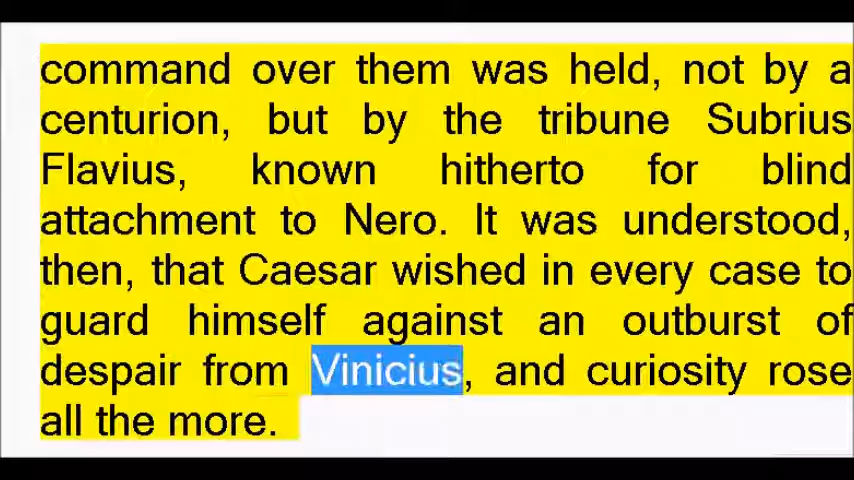 command over them was held, not by a
centurion, but by the tribune Subrius
Flavius, known hitherto for blind
attachment to Nero. It was understood,
then, that Caesar wished in every case to
guard himself against an outburst of
despair from Vinicius, and curiosity rose
all the more.